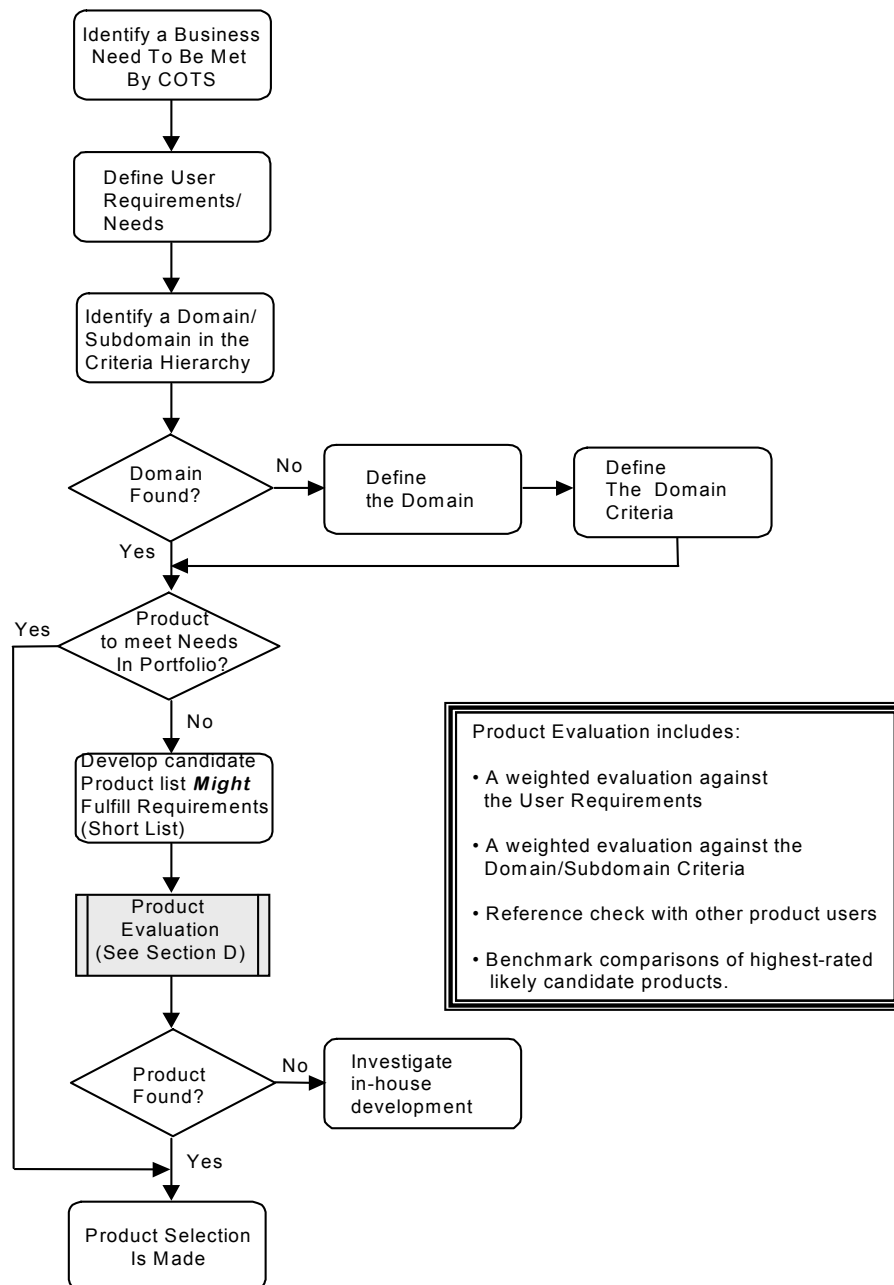 Identify a Business
Need To Be Met
By COTS
Define User
Requirements/
Needs
Identify a Domain/
Subdomain in the
Criteria Hierarchy
Domain
Found?
No
Define
the Domain
Define
The Domain
Criteria
Yes
Product
to meet Needs
In Portfolio?
Yes
No
Develop candidate
Product list Might
Fulfill Requirements
(Short List)
Product
Evaluation
(See Section D)
Product Evaluation includes:
• A weighted evaluation against
the User Requirements
• A weighted evaluation against the
Domain/Subdomain Criteria
• Reference check with other product users
• Benchmark comparisons of highest-rated
likely candidate products.
Product
Found?
No
Investigate
in-house
development
Yes
Product Selection
Is Made